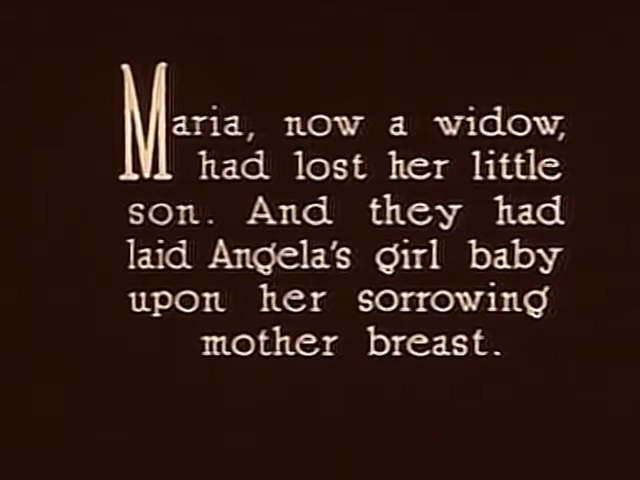 Maria, now a widow,
had lost her little
son. And they had
laid Angela's girl baby
upon her sorrowing
mother breast.